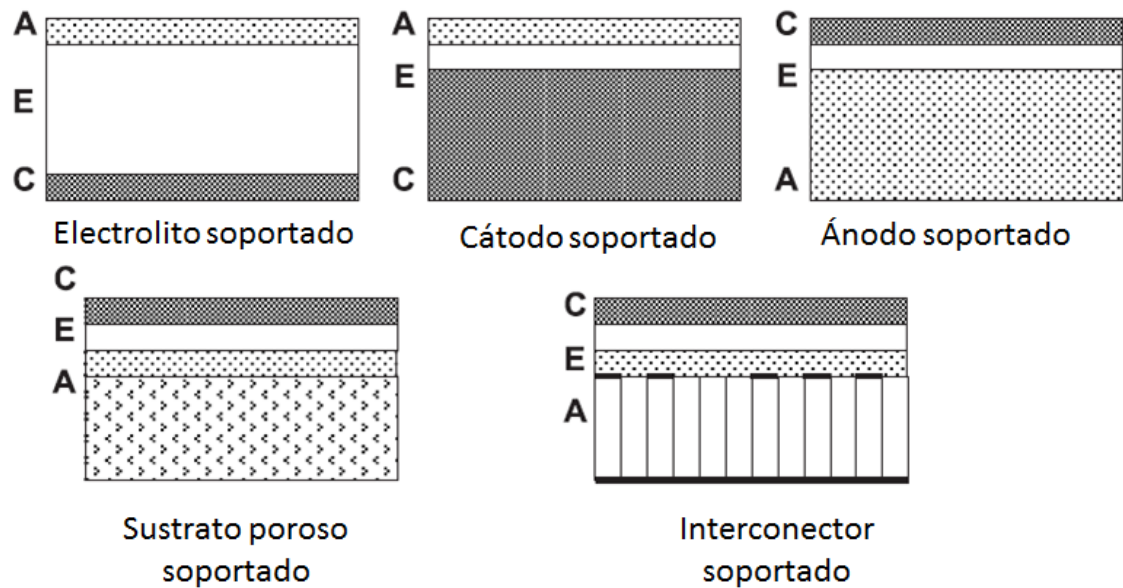 A
E
C
Electrolito soportado
A
E
C
Cátodo soportado
C
E
A
Ánodo soportado
C
E
A
Sustrato poroso
soportado
C
E
A
Interconector
soportado